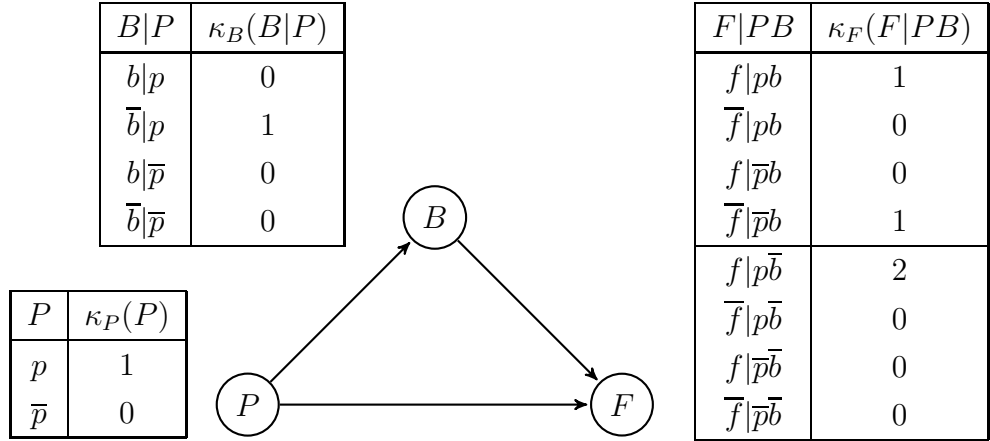 B|P κ_B(B|P)
b|p 0
b̅|p 1
b|p̅ 0
b̅|p̅ 0
P κ_P(P)
p 1
p̅ 0
B
P
F
F|PB κ_F(F|PB)
f|pb 1
f̅|pb 0
f|p̅b 0
f̅|p̅b 1
f|pb̅ 2
f̅|pb̅ 0
f|p̅b̅ 0
f̅|p̅b̅ 0